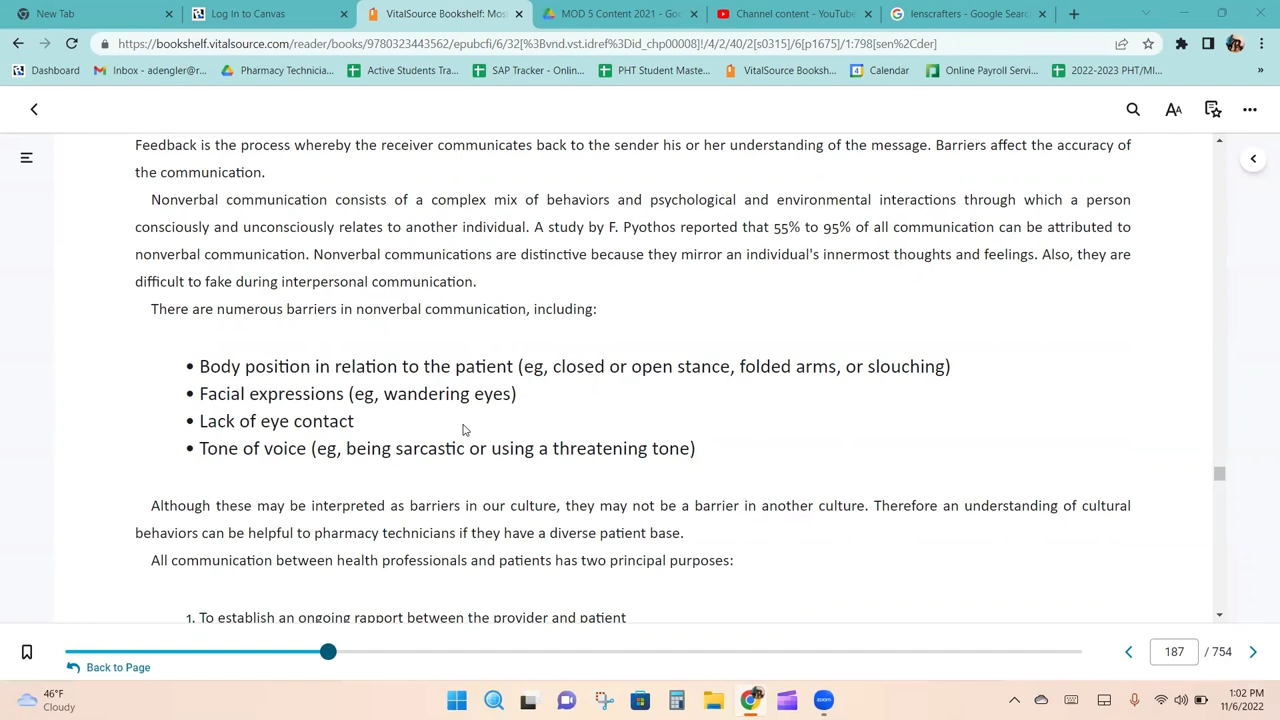 New Tab
Log In to Canvas
VitalSource Bookshelf: Mos
MOD 5 Content 2021 - Goo
Channel content - YouTube
lenscrafters - Google Search
https://bookshelf.vitalsource.com/reader/books/9780323443562/epubcfi/6/32[%3Bvnd.vst.idref%3Did_chp00008]!/4/2/40/2[s0315]/6[p1675]/1:798[sen%2Cder]
Dashboard
Inbox - adengler@r...
Pharmacy Technicia...
Active Students Tra...
SAP Tracker - Onlin...
PHT Student Maste...
VitalSource Booksh...
Calendar
Online Payroll Servi...
2022-2023 PHT/MI...
»
AA
Feedback is the process whereby the receiver communicates back to the sender his or her understanding of the message. Barriers affect the accuracy of
the communication.
Nonverbal communication consists of a complex mix of behaviors and psychological and environmental interactions through which a person
consciously and unconsciously relates to another individual. A study by F. Pyothos reported that 55% to 95% of all communication can be attributed to
nonverbal communication. Nonverbal communications are distinctive because they mirror an individual's innermost thoughts and feelings. Also, they are
difficult to fake during interpersonal communication.
There are numerous barriers in nonverbal communication, including:
• Body position in relation to the patient (eg, closed or open stance, folded arms, or slouching)
• Facial expressions (eg, wandering eyes)
• Lack of eye contact
• Tone of voice (eg, being sarcastic or using a threatening tone)
Although these may be interpreted as barriers in our culture, they may not be a barrier in another culture. Therefore an understanding of cultural
behaviors can be helpful to pharmacy technicians if they have a diverse patient base.
All communication between health professionals and patients has two principal purposes:
1. To establish an ongoing rapport between the provider and patient
187 / 754
Back to Page
46°F
Cloudy
zoom
1:02 PM
11/6/2022